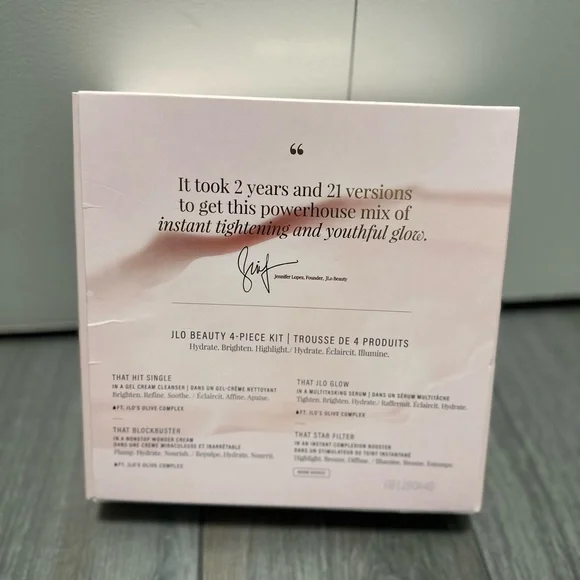 “
It took 2 years and 21 versions
to get this powerhouse mix of
instant tightening and youthful glow.
Jennifer Lopez, Founder, JLo Beauty
JLO BEAUTY 4-PIECE KIT | TROUSSE DE 4 PRODUITS
Hydrate. Brighten. Highlight./ Hydrate. Éclaircit. Illumine.
THAT HIT SINGLE
IN A GEL CREAM CLEANSER | DANS UN GEL-CRÈME NETTOYANT
Brighten. Refine. Soothe. / Éclaircit. Affine. Apaise.
FT. JLO'S OLIVE COMPLEX
THAT JLO GLOW
IN A MULTITASKING SERUM | DANS UN SÉRUM MULTITÂCHE
Tighten. Brighten. Hydrate / Raffermit. Éclaircit. Hydrate.
FT. JLO'S OLIVE COMPLEX
THAT BLOCKBUSTER
IN A NONSTOP WONDER CREAM
DANS UNE CRÈME MIRACULEUSE ET INARRÊTABLE
Plump. Hydrate. Nourish. / Repulpe. Hydrate. Nourrit.
FT. JLO'S OLIVE COMPLEX
THAT STAR FILTER
IN AN INSTANT COMPLEXION BOOSTER
DANS UN STIMULATEUR DE TEINT INSTANTANÉ
Highlight. Bronze. Diffuse. / Illumine. Bronze. Estompe.